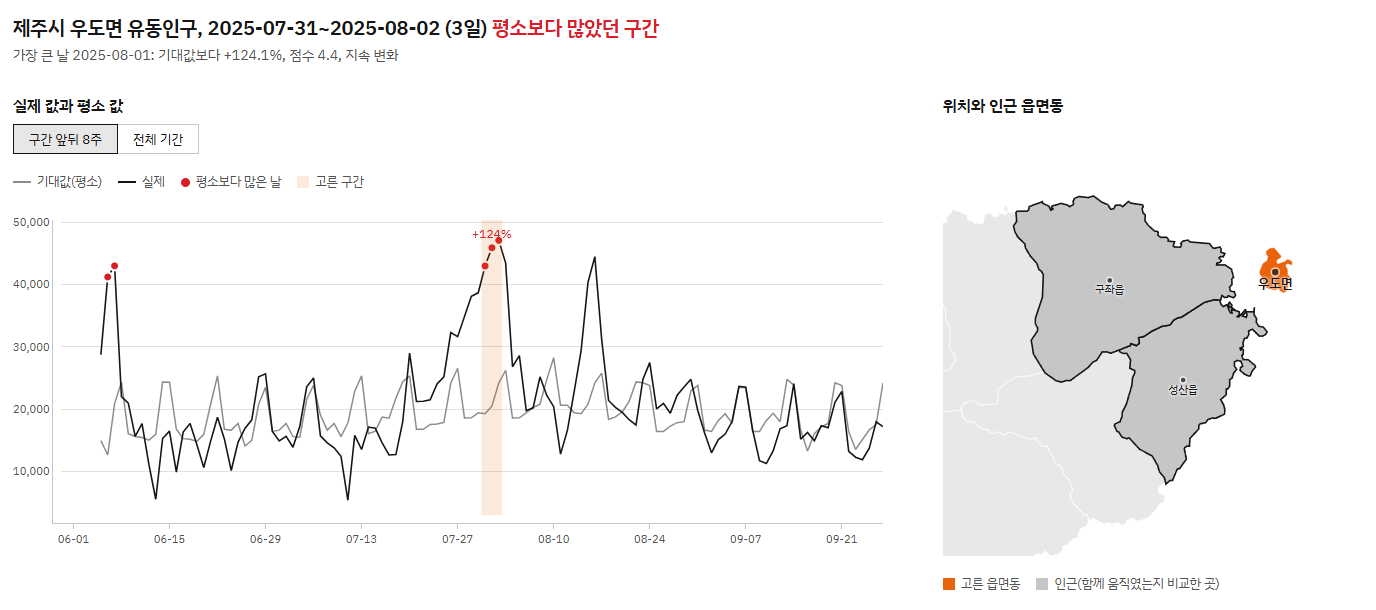 제주시 우도면 유동인구, 2025-07-31~2025-08-02 (3일) 평소보다 많았던 구간
가장 큰 날 2025-08-01: 기대값보다 +124.1%, 점수 4.4, 지속 변화
실제 값과 평소 값
구간 앞뒤 8주 전체 기간
기대값(평소) 실제 평소보다 많은 날 고른 구간
50,000
40,000
30,000
20,000
10,000
+124%
06-01 06-15 06-29 07-13 07-27 08-10 08-24 09-07 09-21
위치와 인근 읍면동
구좌읍
우도면
성산읍
고른 읍면동 인근(함께 움직였는지 비교한 곳)